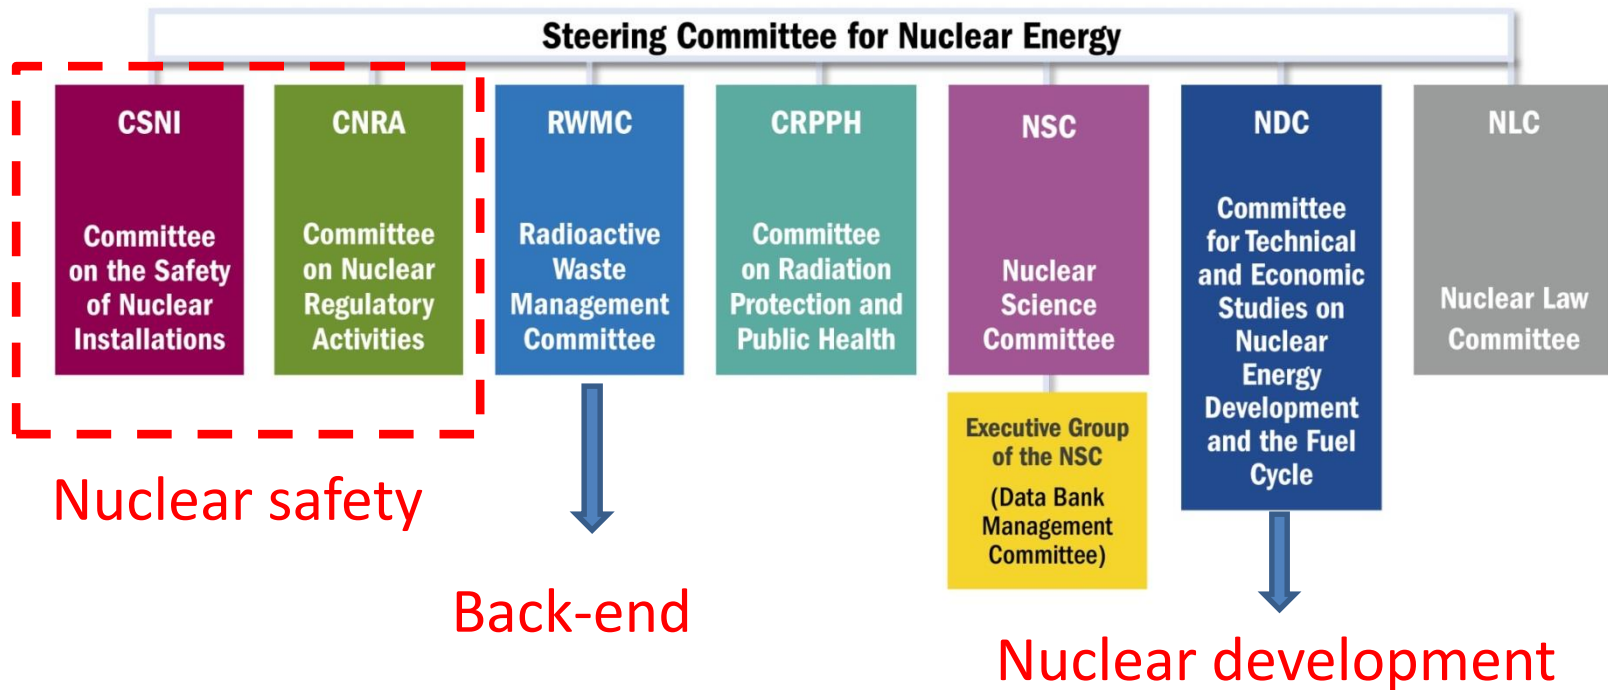 Steering Committee for Nuclear Energy
CSNI
Committee
on the Safety
of Nuclear
Installations
CNRA
Committee
on Nuclear
Regulatory
Activities
RWMC
Radioactive
Waste
Management
Committee
CRPPH
Committee
on Radiation
Protection and
Public Health
NSC
Nuclear
Science
Committee
Executive Group
of the NSC
(Data Bank
Management
Committee)
NDC
Committee
for Technical
and Economic
Studies on
Nuclear
Energy
Development
and the Fuel
Cycle
NLC
Nuclear Law
Committee
Nuclear safety
Back-end
Nuclear development